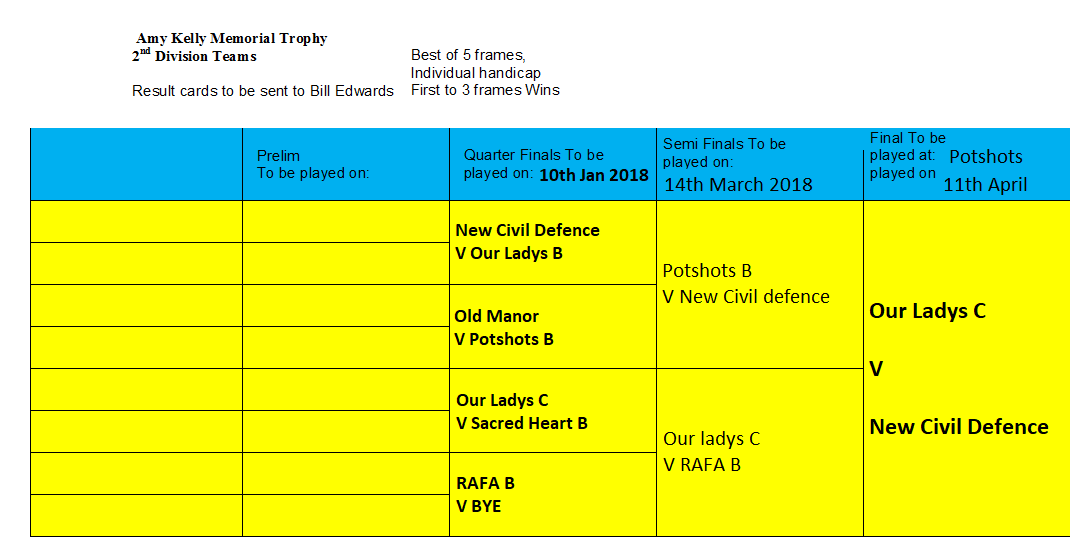 Amy Kelly Memorial Trophy
2nd Division Teams
Result cards to be sent to Bill Edwards
Best of 5 frames,
Individual handicap
First to 3 frames Wins
Prelim
To be played on:
Quarter Finals To be
played on: 10th Jan 2018
Semi Finals To be
played on:
14th March 2018
Final To be
played at: Potshots
played on
11th April
New Civil Defence
V Our Ladys B
Old Manor
V Potshots B
Our Ladys C
V Sacred Heart B
RAFA B
V BYE
Potshots B
V New Civil defence
Our ladys C
V RAFA B
Our Ladys C
V
New Civil Defence